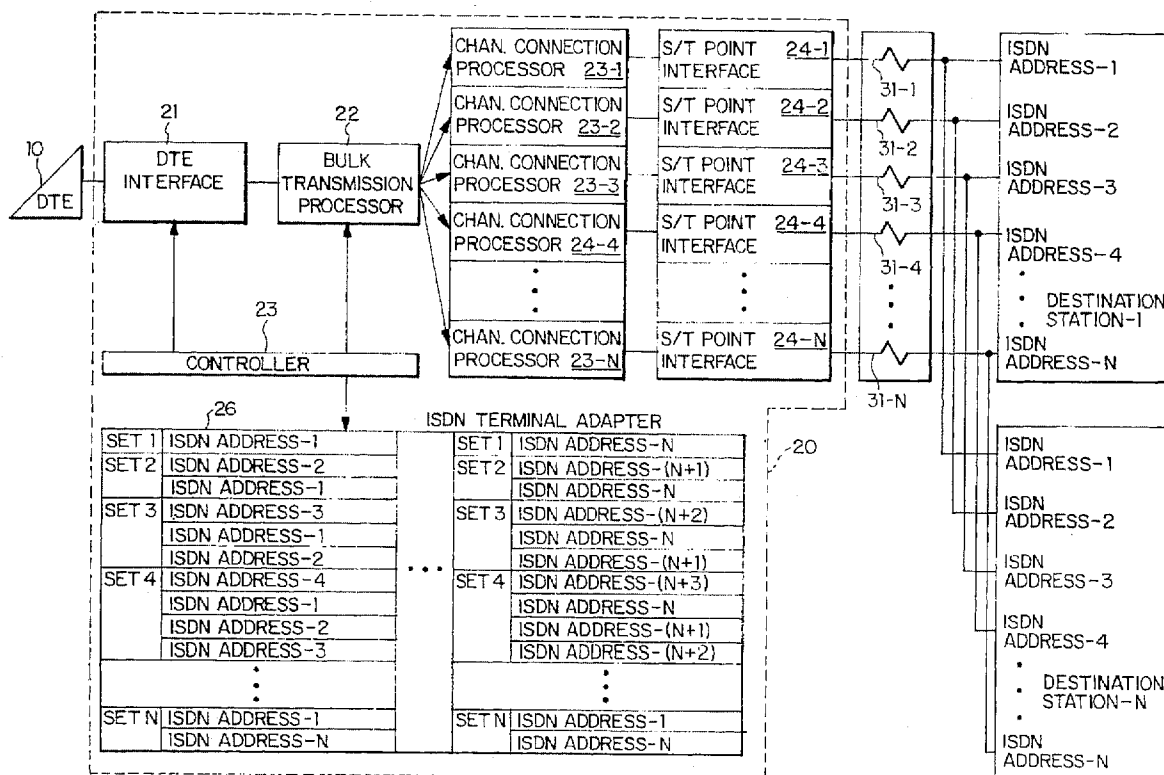 10
DTE
21
DTE
INTERFACE
22
BULK
TRANSMISSION
PROCESSOR
23
CONTROLLER
CHAN. CONNECTION
PROCESSOR 23-1
CHAN. CONNECTION
PROCESSOR 23-2
CHAN. CONNECTION
PROCESSOR 23-3
CHAN. CONNECTION
PROCESSOR 24-4
CHAN. CONNECTION
PROCESSOR 23-N
S/T POINT 24-1
INTERFACE
S/T POINT 24-2
INTERFACE
S/T POINT 24-3
INTERFACE
S/T POINT 24-4
INTERFACE
S/T POINT 24-N
INTERFACE
31-1
31-2
31-3
31-4
31-N
ISDN
ADDRESS-1
ISDN
ADDRESS-2
ISDN
ADDRESS-3
ISDN
ADDRESS-4
DESTINATION
STATION-1
ISDN
ADDRESS-N
ISDN
ADDRESS-1
ISDN
ADDRESS-2
ISDN
ADDRESS-3
ISDN
ADDRESS-4
DESTINATION
STATION-N
ISDN
ADDRESS-N
ISDN TERMINAL ADAPTER
20
26
SET 1 ISDN ADDRESS-1
SET 2 ISDN ADDRESS-2
ISDN ADDRESS-1
SET 3 ISDN ADDRESS-3
ISDN ADDRESS-1
ISDN ADDRESS-2
SET 4 ISDN ADDRESS-4
ISDN ADDRESS-1
ISDN ADDRESS-2
ISDN ADDRESS-3
SET N ISDN ADDRESS-1
ISDN ADDRESS-N
SET 1 ISDN ADDRESS-N
SET 2 ISDN ADDRESS-(N+1)
ISDN ADDRESS-N
SET 3 ISDN ADDRESS-(N+2)
ISDN ADDRESS-N
ISDN ADDRESS-(N+1)
SET 4 ISDN ADDRESS-(N+3)
ISDN ADDRESS-N
ISDN ADDRESS-(N+1)
ISDN ADDRESS-(N+2)
SET N ISDN ADDRESS-1
ISDN ADDRESS-N